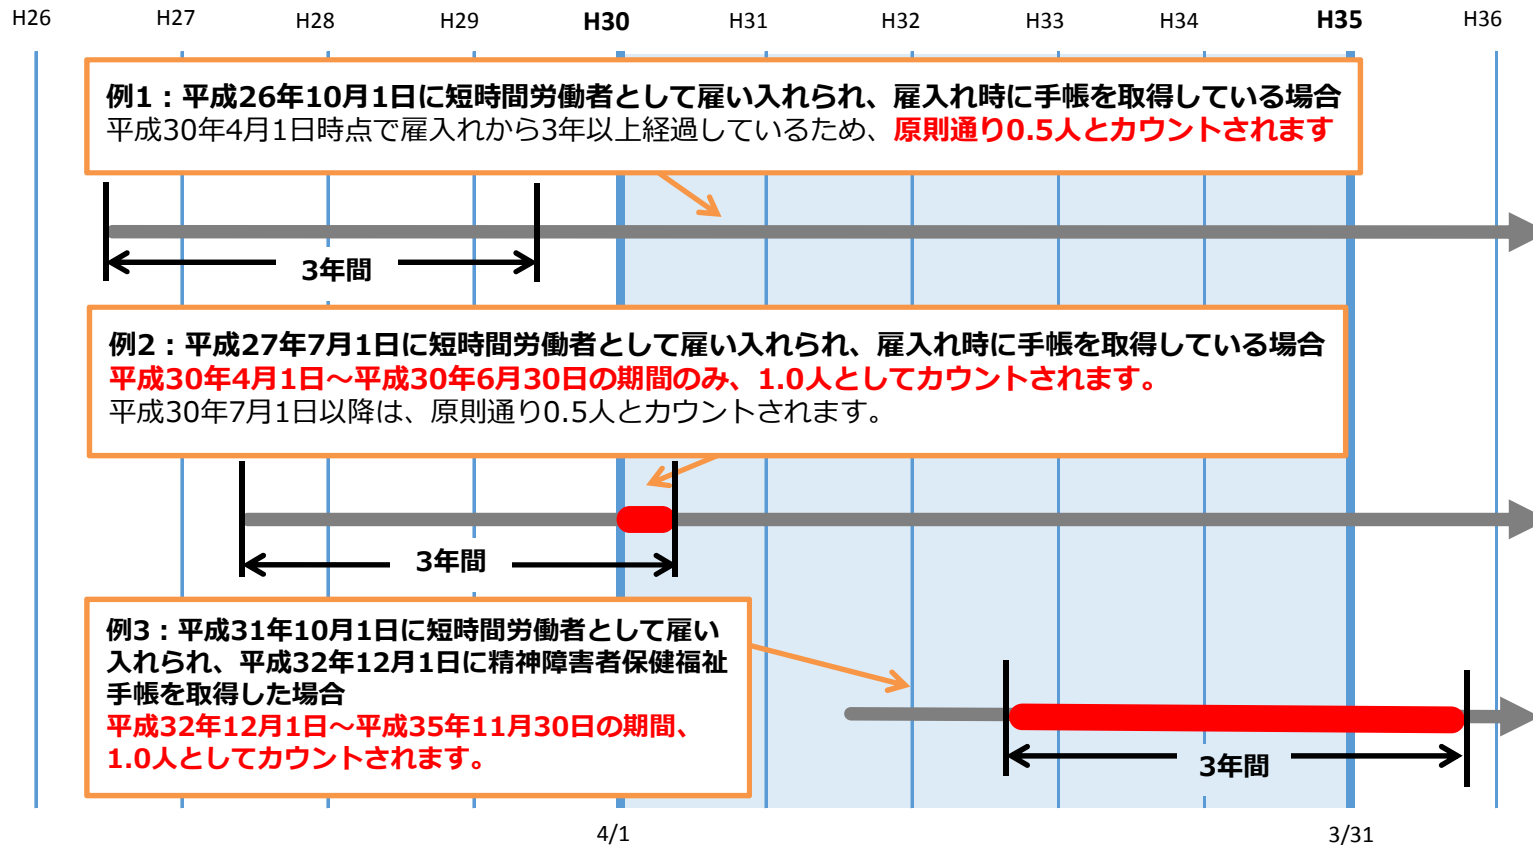 H26 H27 H28 H29 H30 H31 H32 H33 H34 H35 H36
例1：平成26年10月1日に短時間労働者として雇い入れられ、雇入れ時に手帳を取得している場合
平成30年4月1日時点で雇入れから3年以上経過しているため、原則通り0.5人とカウントされます
3年間
例2：平成27年7月1日に短時間労働者として雇い入れられ、雇入れ時に手帳を取得している場合
平成30年4月1日～平成30年6月30日の期間のみ、1.0人としてカウントされます。
平成30年7月1日以降は、原則通り0.5人とカウントされます。
3年間
例3：平成31年10月1日に短時間労働者として雇い
入れられ、平成32年12月1日に精神障害者保健福祉
手帳を取得した場合
平成32年12月1日～平成35年11月30日の期間、
1.0人としてカウントされます。
3年間
4/1 3/31